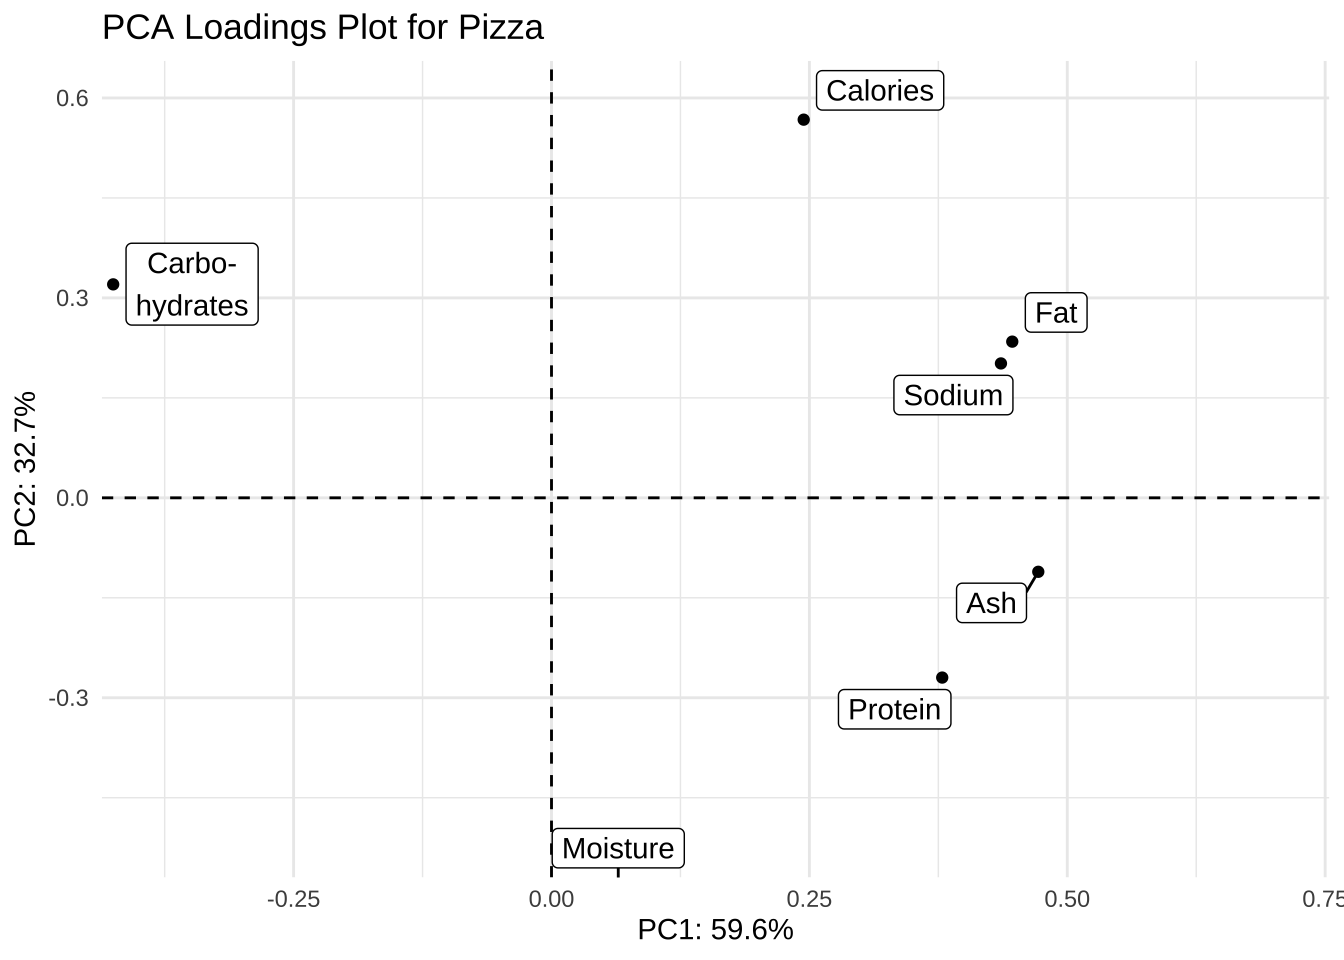 PCA Loadings Plot for Pizza
0.6
Calories
Carbo-
hydrates
0.3
Fat
Sodium
PC2: 32.7%
0.0
Ash
-0.3
Protein
Moisture
-0.25 0.00 0.25 0.50 0.75
PC1: 59.6%